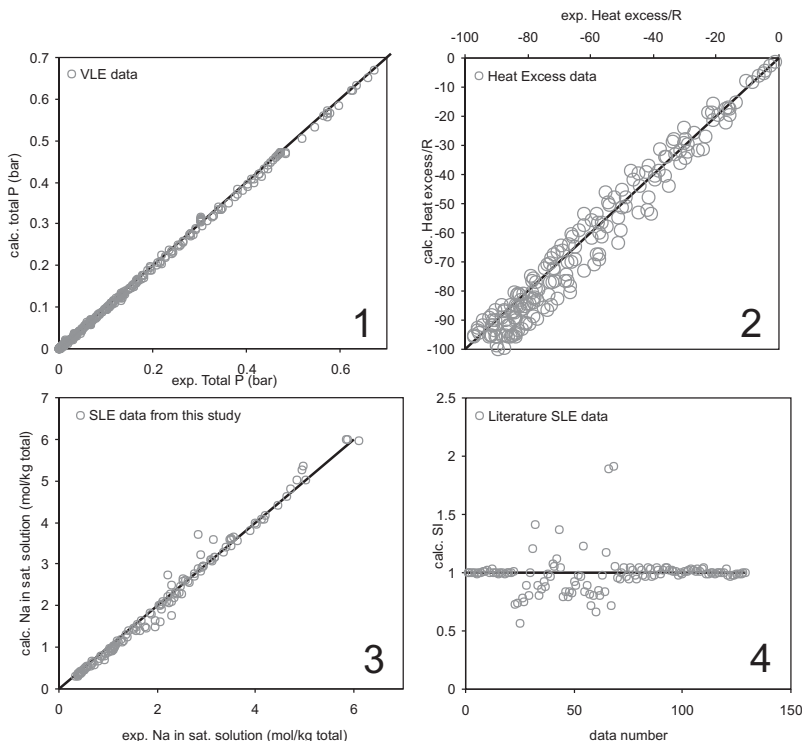 exp. Heat excess/R
-100 -80 -60 -40 -20 0
0.7
0.6
0.5
0.4
0.3
0.2
0.1
0
calc. total P (bar)
VLE data
1
0 0.2 0.4 0.6
exp. Total P (bar)
0
-10
-20
-30
-40
-50
-60
-70
-80
-90
-100
calc. Heat excess/R
Heat Excess data
2
7
6
5
4
3
2
1
0
calc. Na in sat. solution (mol/kg total)
SLE data from this study
3
0 2 4 6
exp. Na in sat. solution (mol/kg total)
2.5
2
1.5
1
0.5
0
calc. SI
Literature SLE data
4
0 50 100 150
data number